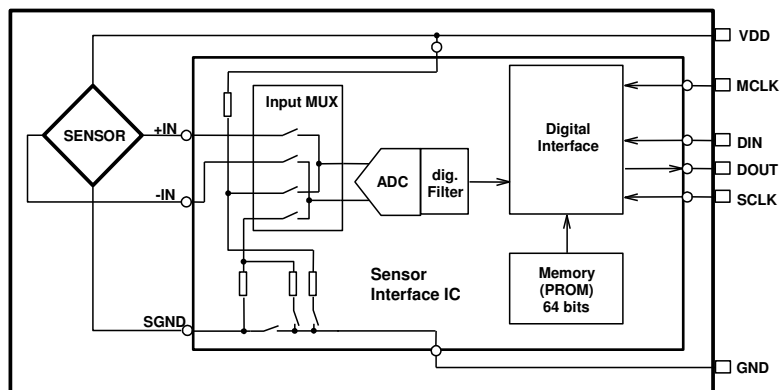 VDD
MCLK
Input MUX
+IN
SENSOR
Digital
Interface
DIN
ADC
dig.
Filter
DOUT
-IN
SCLK
Sensor
Interface IC
Memory
(PROM)
64 bits
SGND
GND